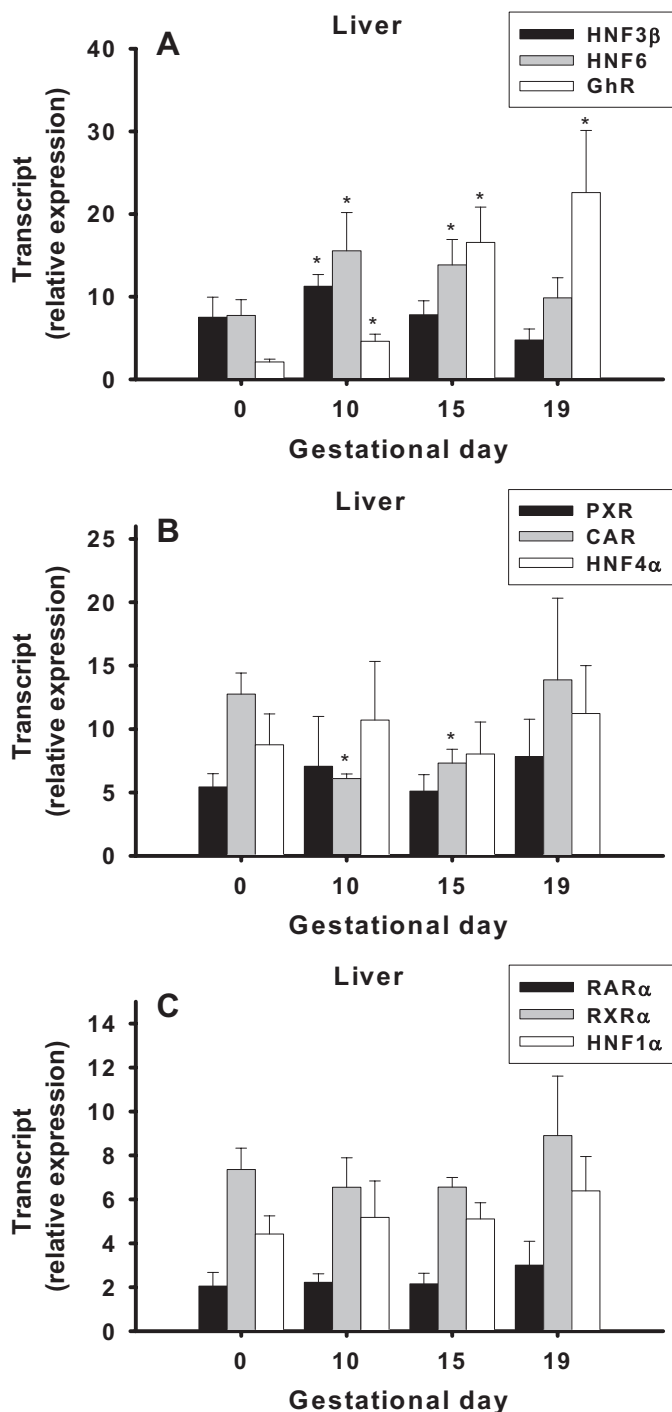 A
Liver
HNF3β
HNF6
GhR
Transcript
(relative expression)
40
30
20
10
0
*
*
*
*
*
*
0 10 15 19
Gestational day
B
Liver
PXR
CAR
HNF4α
Transcript
(relative expression)
25
20
15
10
5
0
*
*
0 10 15 19
Gestational day
C
Liver
RARα
RXRα
HNF1α
Transcript
(relative expression)
14
12
10
8
6
4
2
0
0 10 15 19
Gestational day